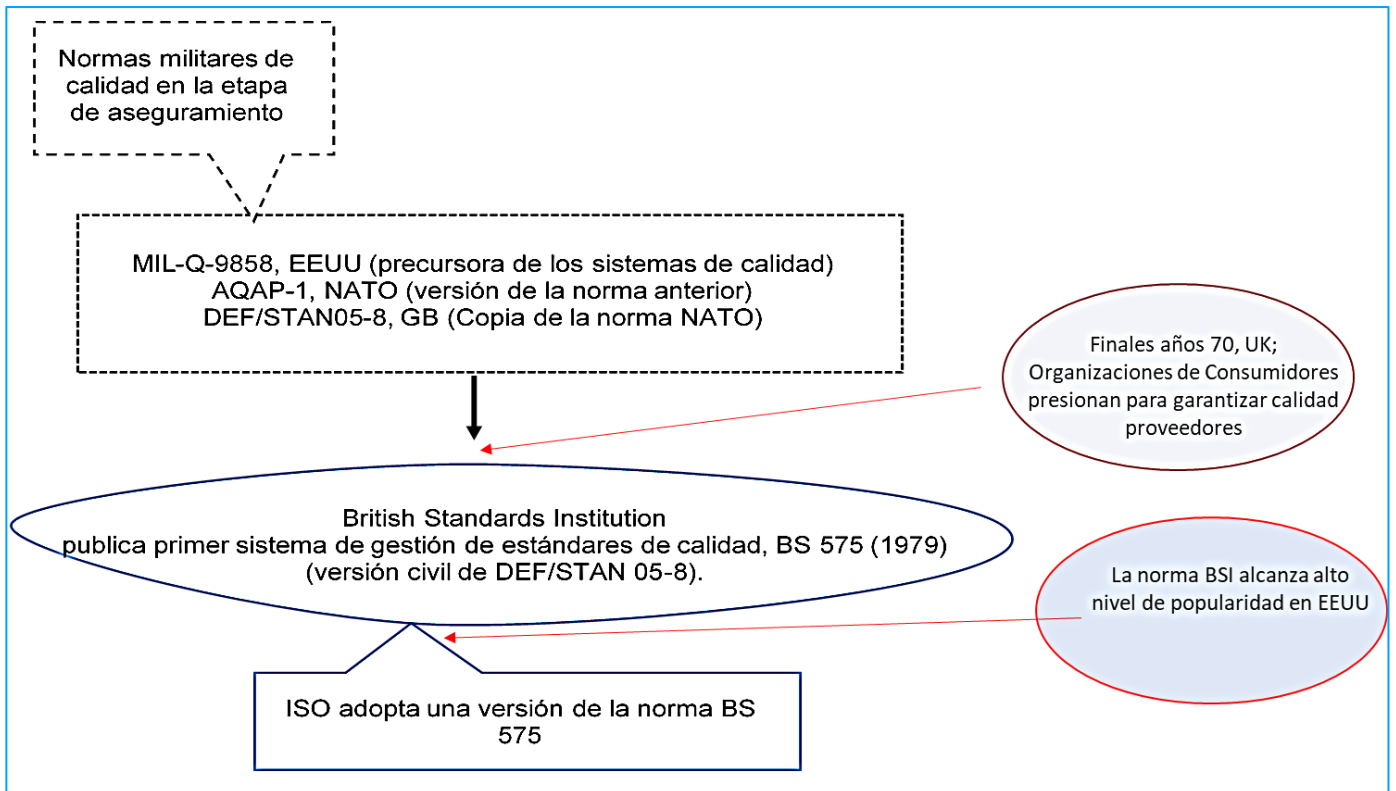 Normas militares de
calidad en la etapa
de aseguramiento
MIL-Q-9858, EEUU (precursora de los sistemas de calidad)
AQAP-1, NATO (versión de la norma anterior)
DEF/STAN05-8, GB (Copia de la norma NATO)
Finales años 70, UK;
Organizaciones de Consumidores
presionan para garantizar calidad
proveedores
British Standards Institution
publica primer sistema de gestión de estándares de calidad, BS 575 (1979)
(versión civil de DEF/STAN 05-8).
La norma BSI alcanza alto
nivel de popularidad en EEUU
ISO adopta una versión de la norma BS
575